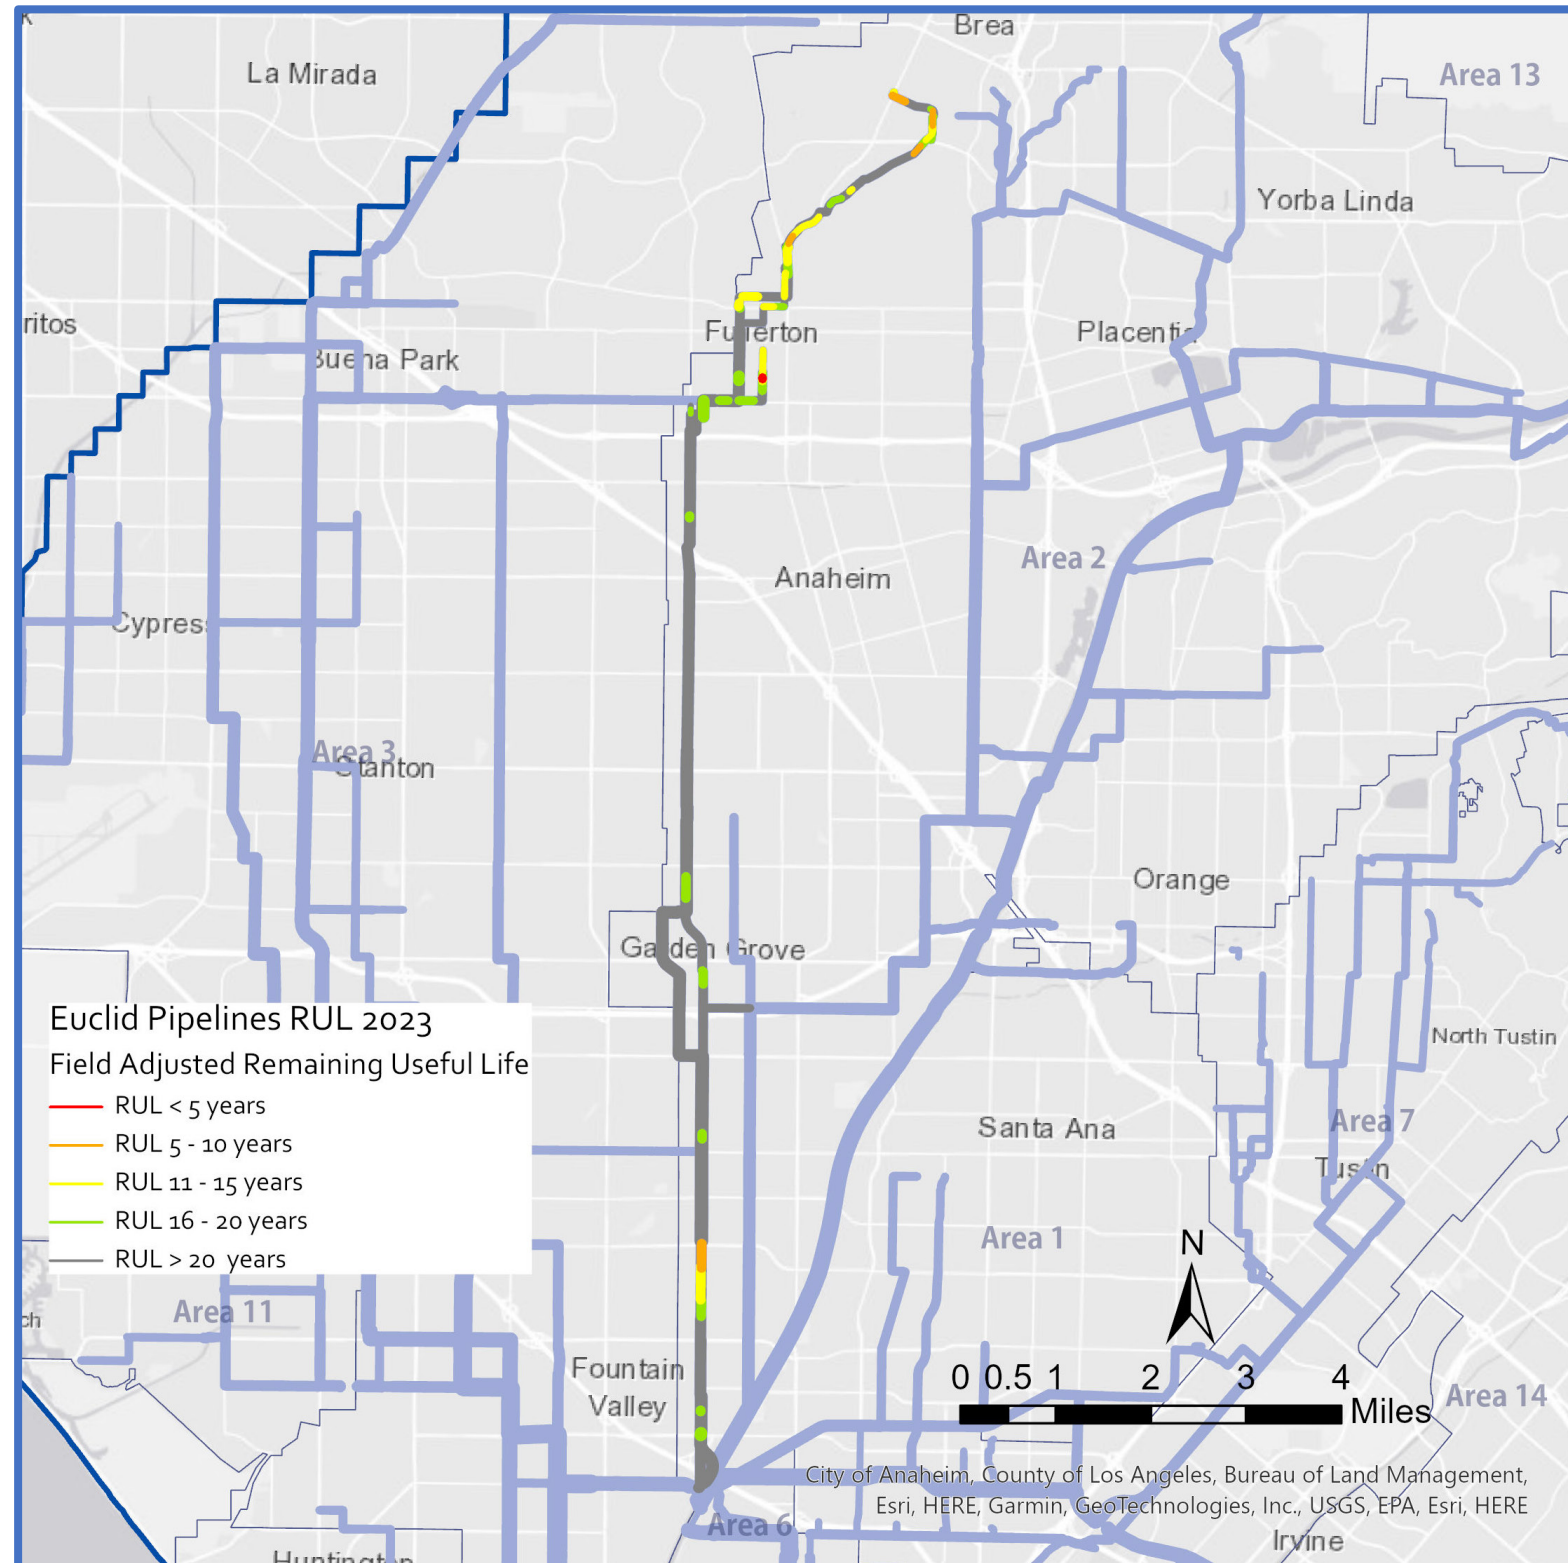 Brea
La Mirada
Area 13
Yorba Linda
ritos
Fullerton
Placentia
Buena Park
Area 2
Anaheim
Cypress
Area 3
Stanton
Orange
Garden Grove
Euclid Pipelines RUL 2023
Field Adjusted Remaining Useful Life
RUL < 5 years
RUL 5 - 10 years
RUL 11 - 15 years
RUL 16 - 20 years
RUL > 20 years
North Tustin
Santa Ana
Area 7
Tustin
Area 1
N
Area 11
ch
Fountain
Valley
0 0.5 1 2 3 4
Miles
Area 14
City of Anaheim, County of Los Angeles, Bureau of Land Management,
Esri, HERE, Garmin, GeoTechnologies, Inc., USGS, EPA, Esri, HERE
Area 6
Irvine
Huntington